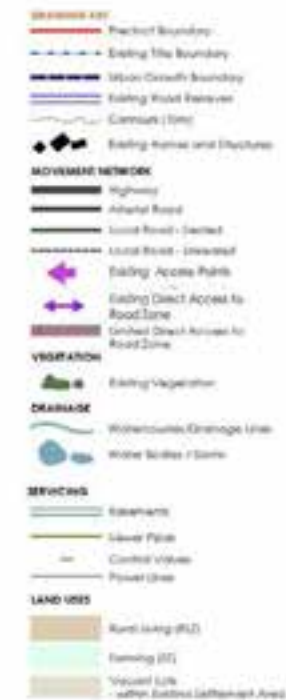 Precinct Boundary
Existing Title Boundary
Urban Growth Boundary
Existing Road Reserves
Contours (10m)
Existing Homes and Structures
MOVEMENT NETWORK
Highway
Arterial Road
Local Road - Sealed
Local Road - Unsealed
Existing Access Points
Existing Direct Access to
Road Zone
Limited Direct Access to
Road Zone
VEGETATION
Existing Vegetation
DRAINAGE
Watercourses/Drainage Lines
Water Bodies / Dams
SERVICING
Easements
Sewer Pipes
Control Valves
Power Lines
LAND USES
Rural Living (RLZ)
Farming (FZ)
Vacant Lots
- within Existing Settlement Area